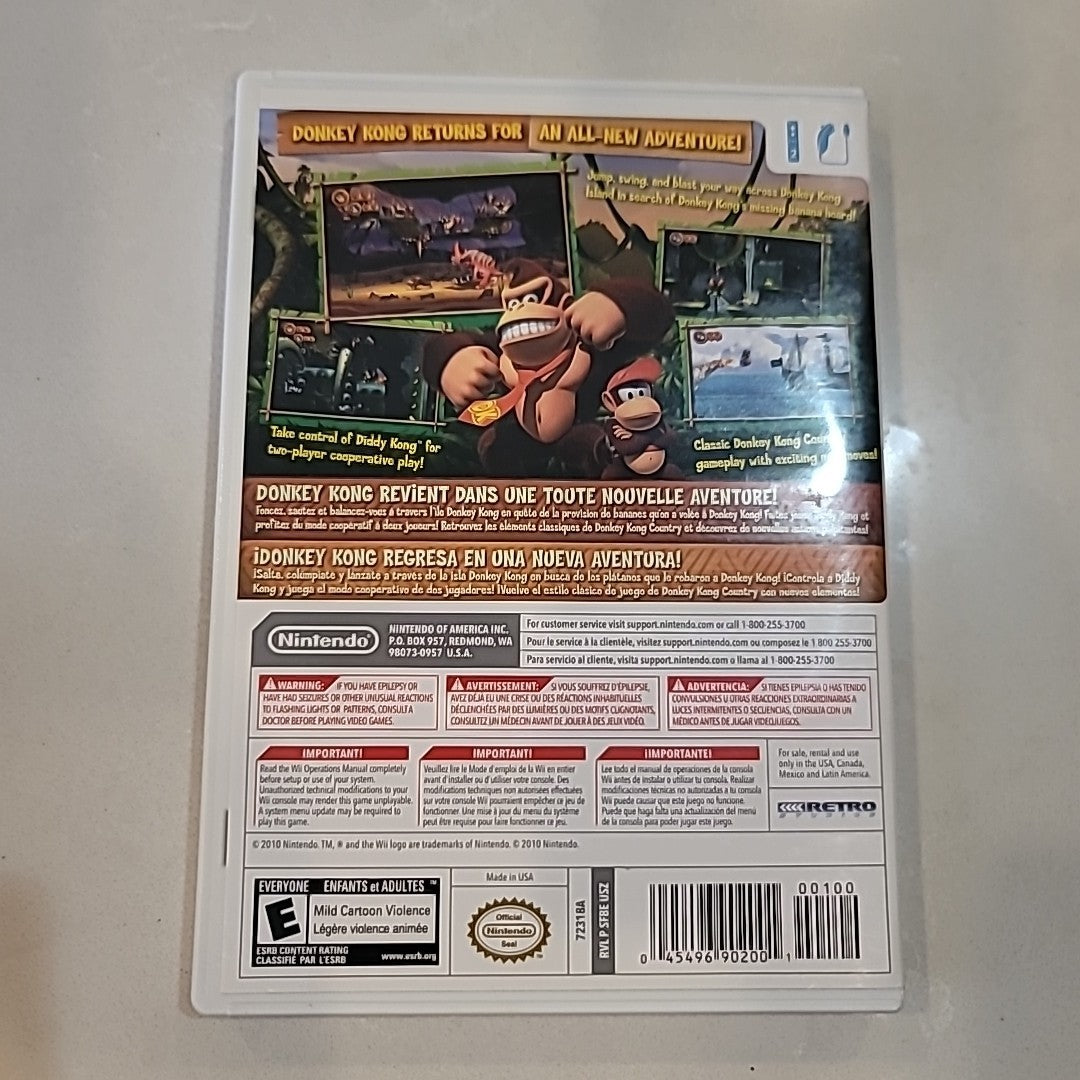 DONKEY KONG RETURNS FOR AN ALL-NEW ADVENTURE!
2
Jump, swing, and blast your way across Donkey Kong
Island in search of Donkey Kong's missing banana hoard!
Take control of Diddy Kong™ for
two-player cooperative play!
DK
Classic Donkey Kong
gameplay with exciting moves!
DONKEY KONG REVIENT DANS UNE TOUTE NOUVELLE AVENTURE!
Foncez, sautez et balancez-vous à travers l'île Donkey Kong en quête de la provision de bananes qu'on a volée à Donkey Kong! Kong et
profitez du mode coopératif à deux joueurs! Retrouvez les éléments classiques de Donkey Kong Country et découvrez de nouvelles
¡DONKEY KONG REGRESA EN UNA NUEVA AVENTURA!
¡Salta, colúmpiate y lánzate a través de la isla Donkey Kong en busca de los plátanos que le robaron a Donkey Kong! ¡Controla a Diddy
Kong y juega el modo cooperativo de dos jugadores! ¡Vuelve el estilo clásico de juego de Donkey Kong Country con nuevos elementos!
Nintendo
NINTENDO OF AMERICA INC.
P.O. BOX 957, REDMOND, WA
98073-0957 U.S.A.
For customer service visit support.nintendo.com or call 1-800-255-3700
Pour le service à la clientèle, visitez support.nintendo.com ou composez le 1 800 255-3700
Para servicio al cliente, visita support.nintendo.com o llama al 1-800-255-3700
WARNING: IF YOU HAVE EPILEPSY OR
HAVE HAD SEIZURES OR OTHER UNUSUAL REACTIONS
TO FLASHING LIGHTS OR PATTERNS, CONSULT A
DOCTOR BEFORE PLAYING VIDEO GAMES.
AVERTISSEMENT: SI VOUS SOUFFREZ D'ÉPILEPSIE,
AVEZ DÉJÀ EU UNE CRISE OU DES RÉACTIONS INHABITUELLES
DÉCLENCHÉES PAR DES LUMIÈRES OU DES MOTIFS CLIGNOTANTS,
CONSULTEZ UN MÉDECIN AVANT DE JOUER À DES JEUX VIDÉO.
ADVERTENCIA: SI TIENES EPILEPSIA O HAS TENIDO
CONVULSIONES U OTRAS REACCIONES EXTRAORDINARIAS A
LUCES INTERMITENTES O SECUENCIAS, CONSULTA CON UN
MÉDICO ANTES DE JUGAR VIDEOJUEGOS.
IMPORTANT!
Read the Wii Operations Manual completely
before setup or use of your system.
Unauthorized technical modifications to your
Wii console may render this game unplayable.
A system menu update may be required to
play this game.
IMPORTANT!
Veuillez lire le Mode d'emploi de la Wii en entier
avant d'installer ou d'utiliser votre console. Des
modifications techniques non autorisées effectuées
sur votre console Wii pourraient empêcher ce jeu de
fonctionner. Une mise à jour du menu du système
peut être requise pour faire fonctionner ce jeu.
¡IMPORTANTE!
Lee todo el manual de operaciones de la consola
Wii antes de instalar o utilizar tu consola. Realizar
modificaciones técnicas no autorizadas a tu consola
Wii puede causar que este juego no funcione.
Puede que haga falta una actualización del menú
de la consola para poder jugar este juego.
For sale, rental and use
only in the USA, Canada,
Mexico and Latin America.
RETRO
STUDIOS
© 2010 Nintendo. TM, ® and the Wii logo are trademarks of Nintendo. © 2010 Nintendo.
EVERYONE ENFANTS et ADULTES ™
E
Mild Cartoon Violence
Légère violence animée
ESRB CONTENT RATING
CLASSIFIÉ PAR L'ESRB
www.esrb.org
Made in USA
Official
Nintendo
Seal
72318A
RVL P SF8E USZ
00100
0 45496 90200 1